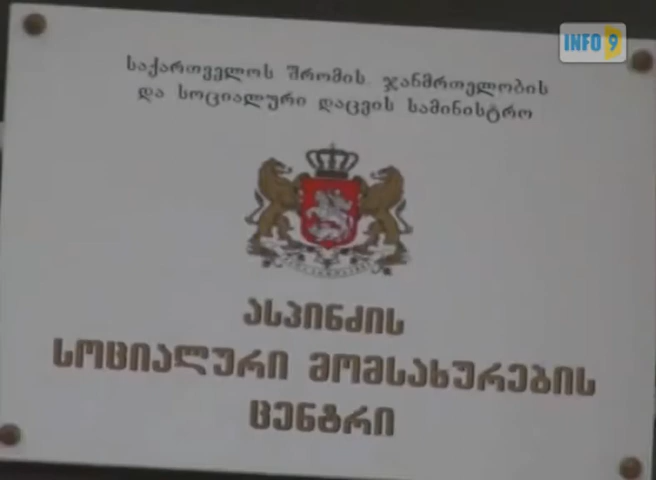 INFO 9
საქართველოს შრომის, ჯანმრთელობის
და სოციალური დაცვის სამინისტრო
ასპინძის
სოციალური მომსახურების
ცენტრი